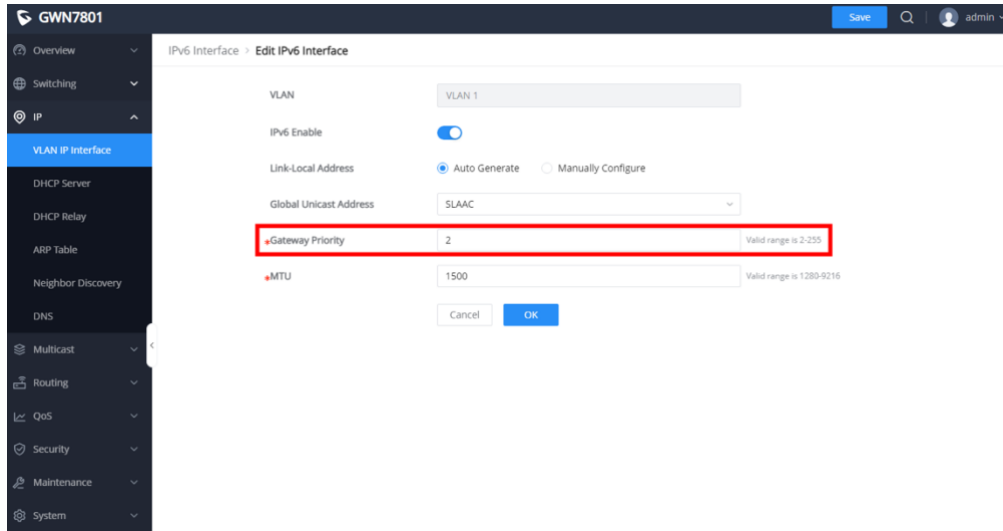 GWN7801
Save
admin
Overview
Switching
IP
VLAN IP Interface
DHCP Server
DHCP Relay
ARP Table
Neighbor Discovery
DNS
Multicast
Routing
QoS
Security
Maintenance
System
IPv6 Interface > Edit IPv6 Interface
VLAN VLAN 1
IPv6 Enable
Link-Local Address Auto Generate Manually Configure
Global Unicast Address SLAAC
*Gateway Priority 2 Valid range is 2-255
*MTU 1500 Valid range is 1280-9216
Cancel OK